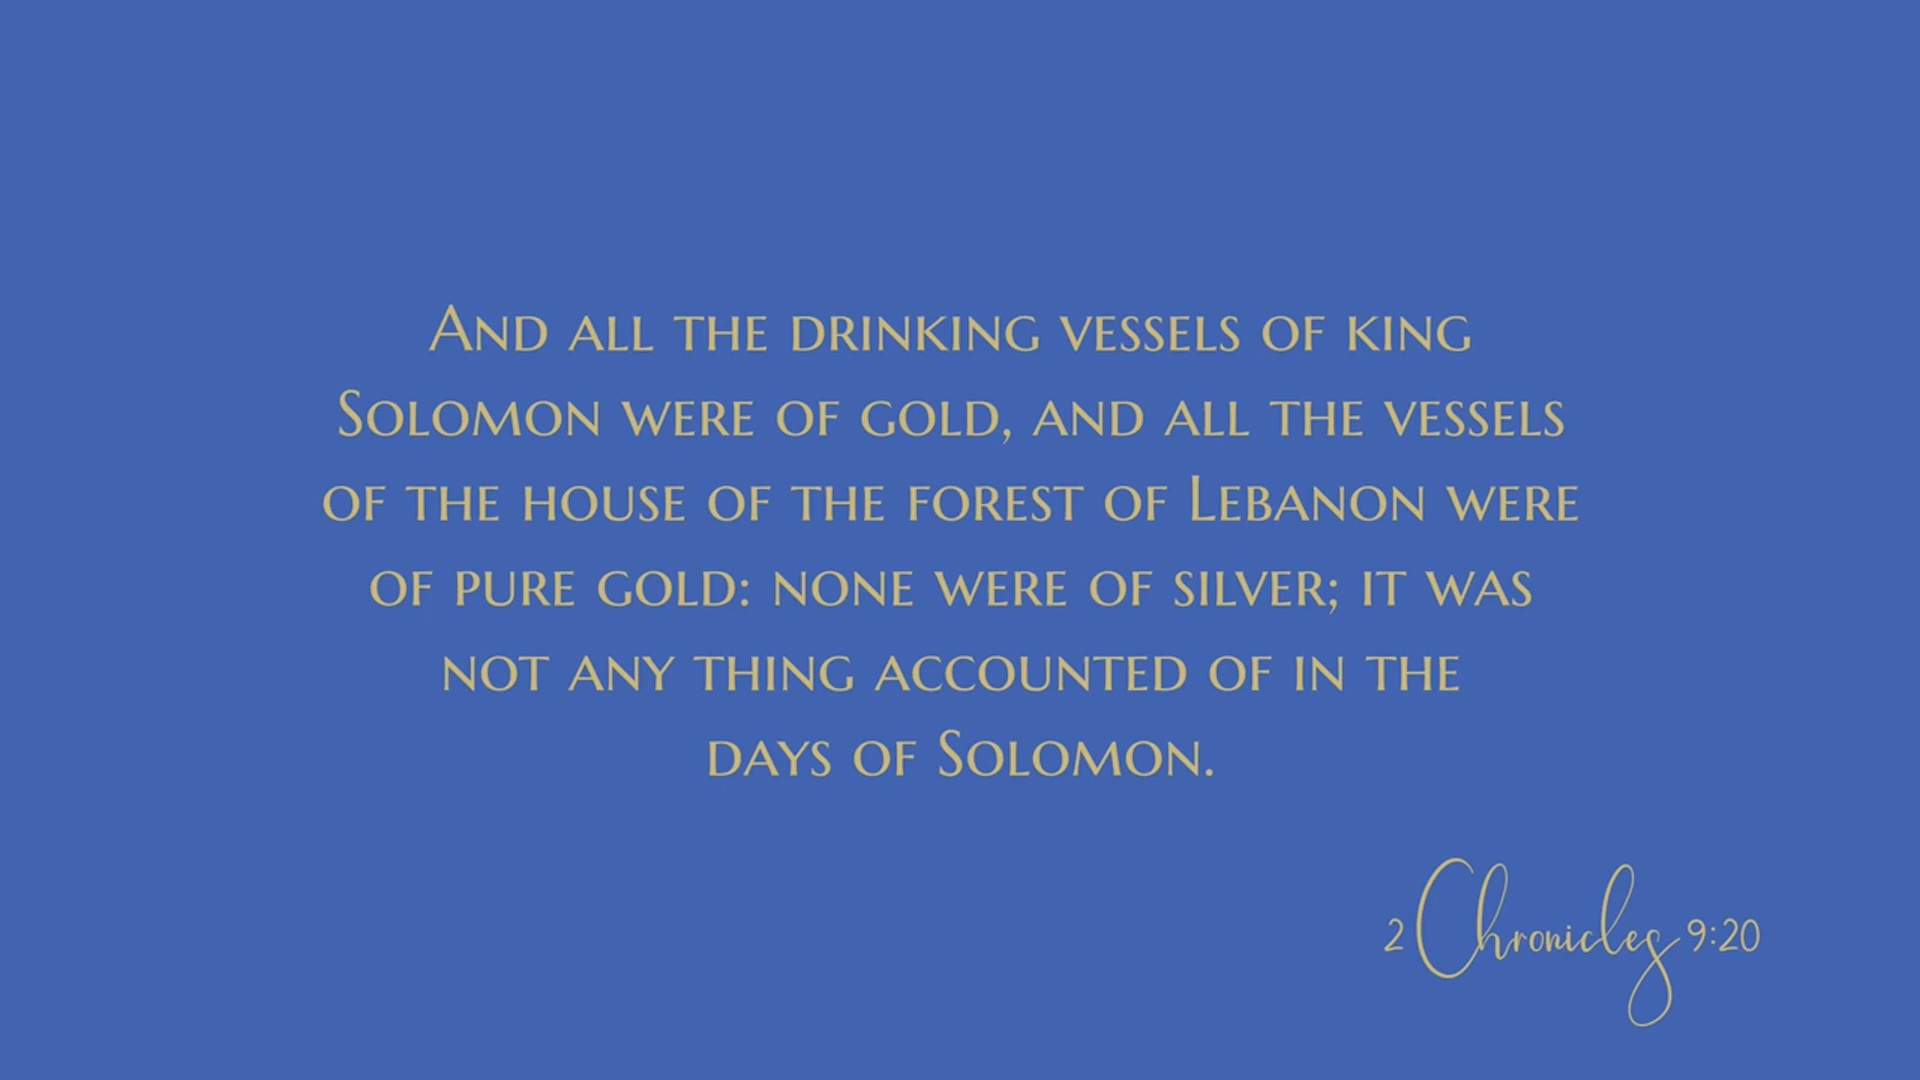 And all the drinking vessels of king
Solomon were of gold, and all the vessels
of the house of the forest of Lebanon were
of pure gold: none were of silver; it was
not any thing accounted of in the
days of Solomon.
2 Chronicles 9:20